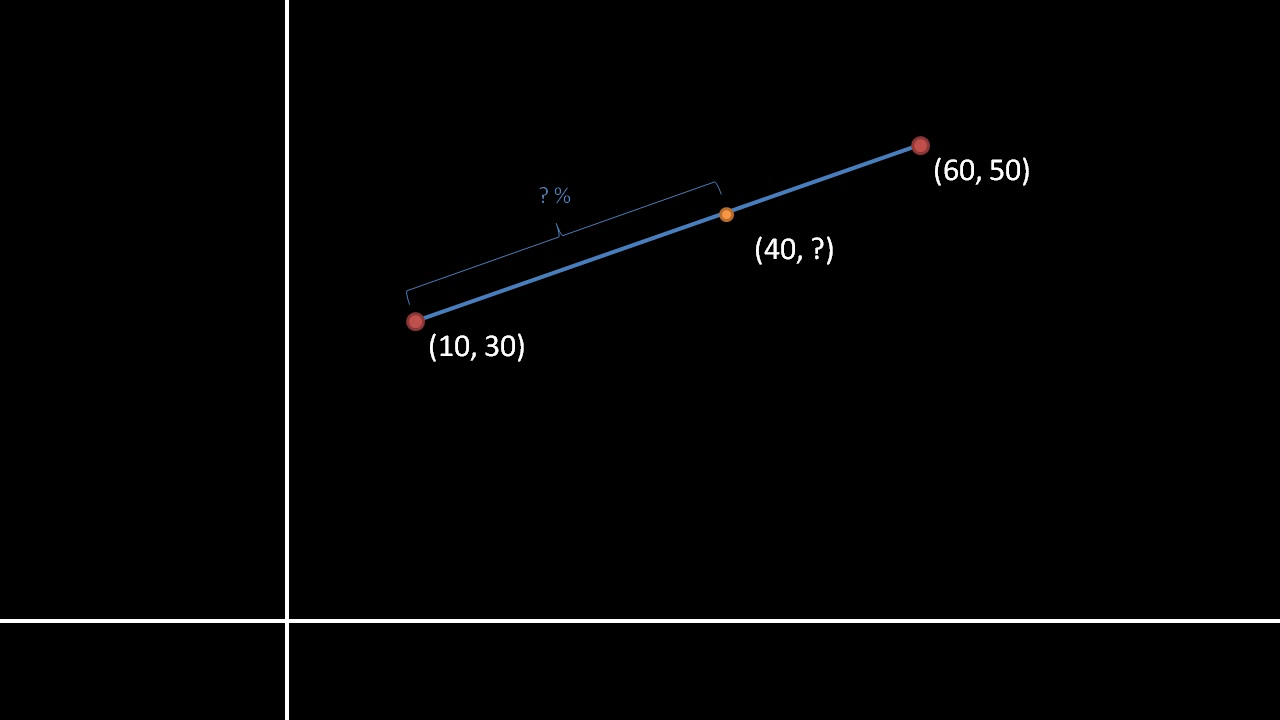 (60, 50)
? %
(40, ?)
(10, 30)